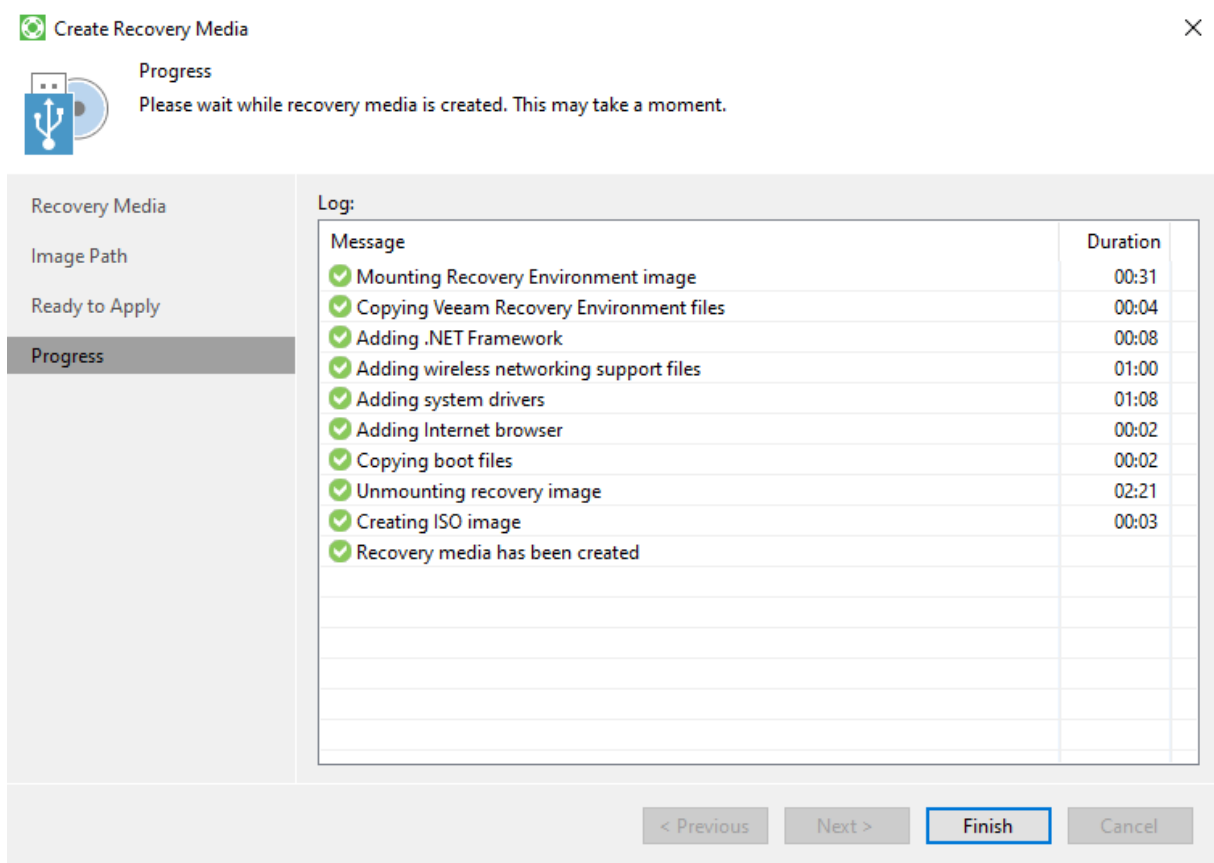 Create Recovery Media
Progress
Please wait while recovery media is created. This may take a moment.
Recovery Media
Image Path
Ready to Apply
Progress
Log:
Message Duration
Mounting Recovery Environment image 00:31
Copying Veeam Recovery Environment files 00:04
Adding .NET Framework 00:08
Adding wireless networking support files 01:00
Adding system drivers 01:08
Adding Internet browser 00:02
Copying boot files 00:02
Unmounting recovery image 02:21
Creating ISO image 00:03
Recovery media has been created
< Previous Next > Finish Cancel